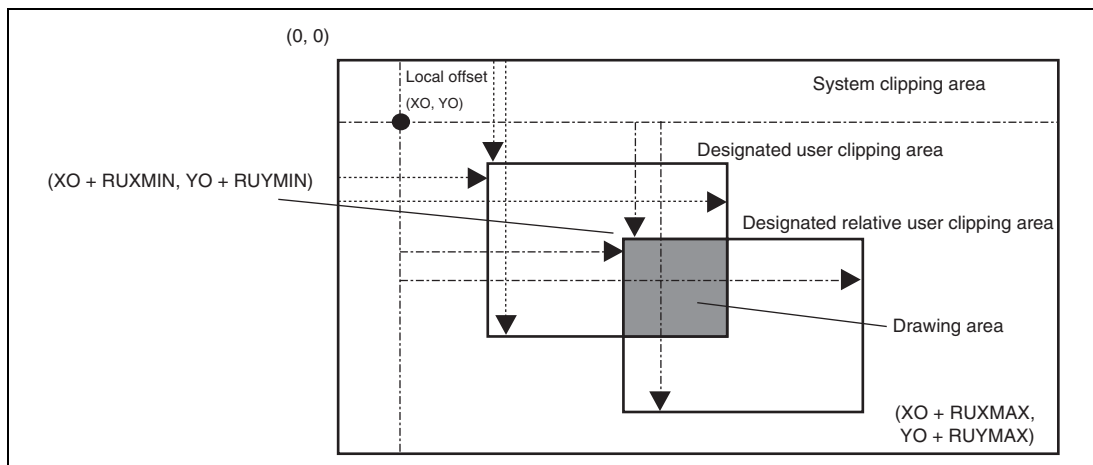 (0, 0)
Local offset
(XO, YO)
System clipping area
Designated user clipping area
(XO + RUXMIN, YO + RUYMIN)
Designated relative user clipping area
Drawing area
(XO + RUXMAX,
YO + RUYMAX)